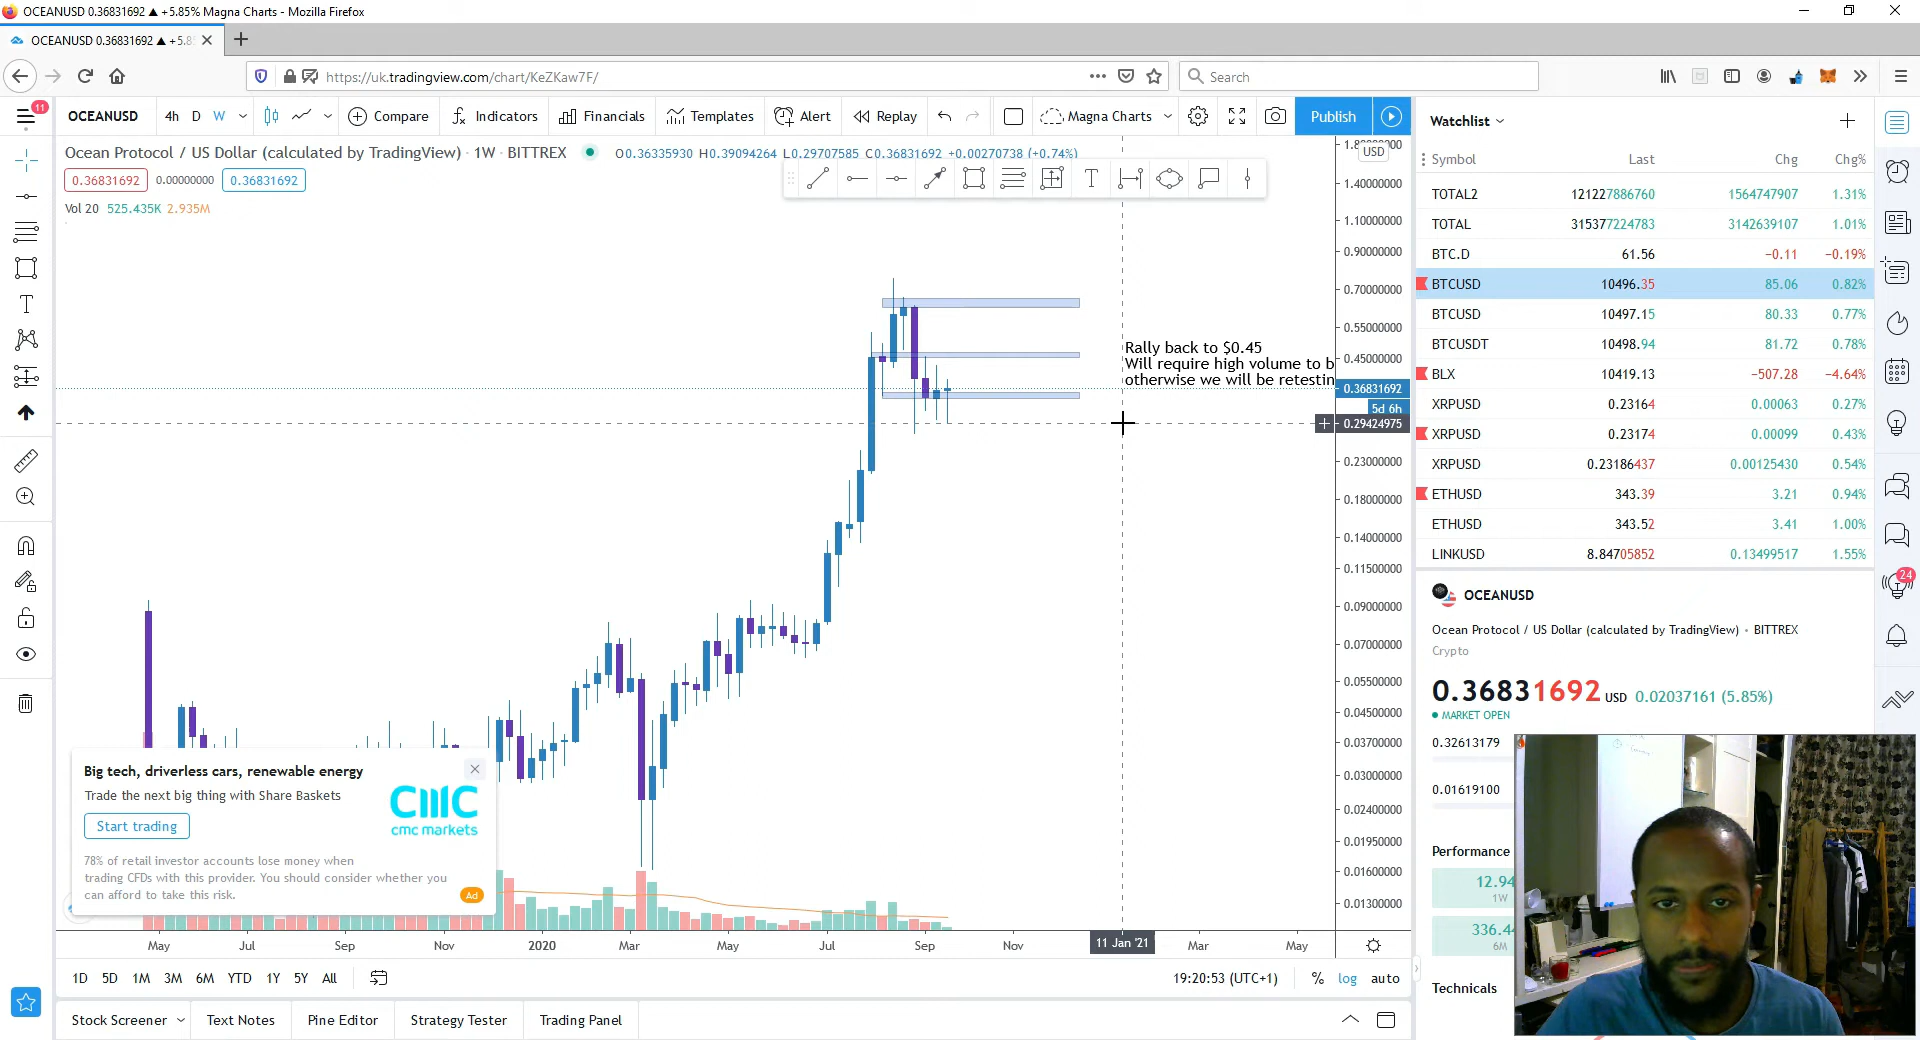 OCEANUSD 0.36831692 ▲ +5.85% Magna Charts - Mozilla Firefox
OCEANUSD 0.36831692 ▲ +5.8
https://uk.tradingview.com/chart/KeZKaw7F/
Search
11
OCEANUSD 4h D W Compare Indicators Financials Templates Alert Replay Magna Charts Publish
Ocean Protocol / US Dollar (calculated by TradingView) · 1W · BITTREX
O0.36335930 H0.39094264 L0.29707585 C0.36831692 +0.00270738 (+0.74%)
0.36831692 0.00000000 0.36831692
Vol 20 525.435K 2.935M
USD
1.40000000
1.10000000
0.90000000
0.70000000
0.55000000
0.45000000
0.36831692
5d 6h
0.29424975
0.23000000
0.18000000
0.14000000
0.11500000
0.09000000
0.07000000
0.05500000
0.04500000
0.03700000
0.03000000
0.02400000
0.01950000
0.01600000
0.01300000
Rally back to $0.45
Will require high volume to b
otherwise we will be retestin
Big tech, driverless cars, renewable energy
Trade the next big thing with Share Baskets
Start trading
CMC
cmc markets
78% of retail investor accounts lose money when
trading CFDs with this provider. You should consider whether you
can afford to take this risk.
Ad
May Jul Sep Nov 2020 Mar May Jul Sep Nov 11 Jan '21 Mar May
1D 5D 1M 3M 6M YTD 1Y 5Y All
19:20:53 (UTC+1) % log auto
Stock Screener Text Notes Pine Editor Strategy Tester Trading Panel
Watchlist
Symbol Last Chg Chg%
TOTAL2 121227886760 1564747907 1.31%
TOTAL 315377224783 3142639107 1.01%
BTC.D 61.56 −0.11 −0.19%
BTCUSD 10496.35 85.06 0.82%
BTCUSD 10497.15 80.33 0.77%
BTCUSDT 10498.94 81.72 0.78%
BLX 10419.13 −507.28 −4.64%
XRPUSD 0.23164 0.00063 0.27%
XRPUSD 0.23174 0.00099 0.43%
XRPUSD 0.23186437 0.00125430 0.54%
ETHUSD 343.39 3.21 0.94%
ETHUSD 343.52 3.41 1.00%
LINKUSD 8.84705852 0.13499517 1.55%
24
OCEANUSD
Ocean Protocol / US Dollar (calculated by TradingView) • BITTREX
Crypto
0.36831692 USD 0.02037161 (5.85%)
MARKET OPEN
0.32613179
0.01619100
Performance
12.94
1W
336.4
6M
Technicals